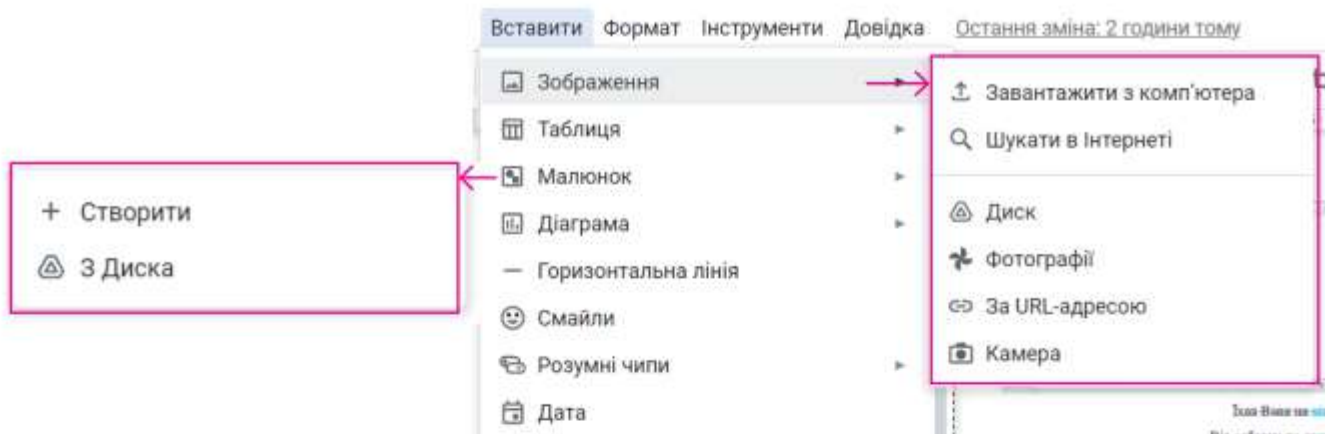 Вставити Формат Інструменти Довідка Остання зміна: 2 години тому
Зображення
Таблиця
Малюнок
Діаграма
Горизонтальна лінія
Смайли
Розумні чипи
Дата
Створити
З Диска
Завантажити з комп'ютера
Шукати в Інтернеті
Диск
Фотографії
За URL-адресою
Камера